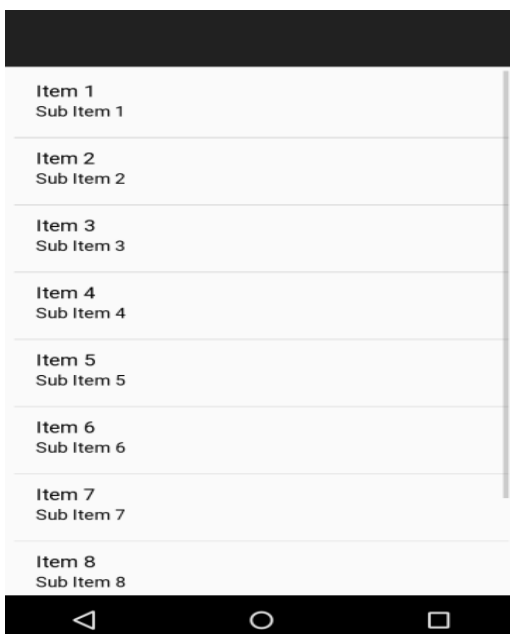 Item 1
Sub Item 1
Item 2
Sub Item 2
Item 3
Sub Item 3
Item 4
Sub Item 4
Item 5
Sub Item 5
Item 6
Sub Item 6
Item 7
Sub Item 7
Item 8
Sub Item 8